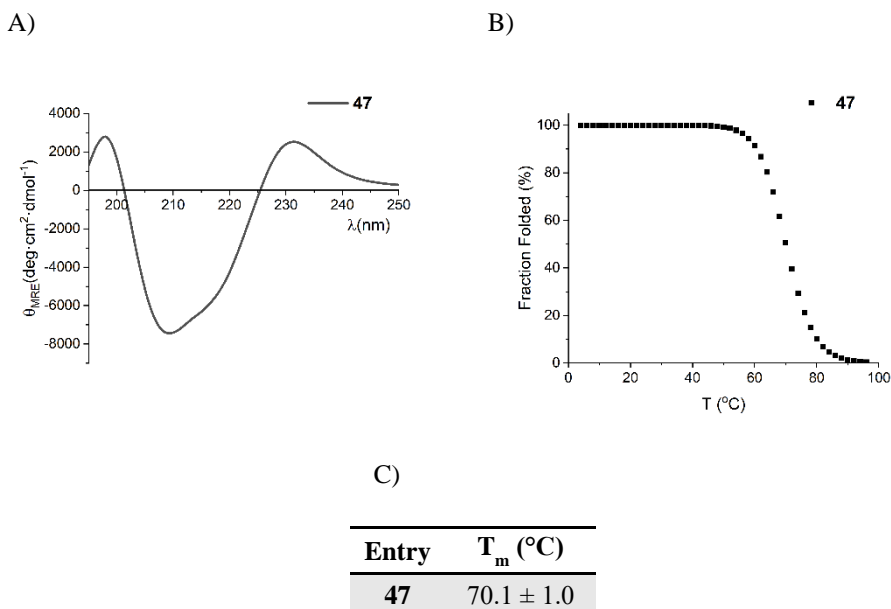 A)
B)
47
4000
2000
0
-2000
-4000
-6000
-8000
200 210 220 230 240 250
λ(nm)
θMRE(deg·cm²·dmol⁻¹)
47
100
80
60
40
20
0
0 20 40 60 80 100
T (°C)
Fraction Folded (%)
C)
Entry Tm (°C)
47 70.1 ± 1.0